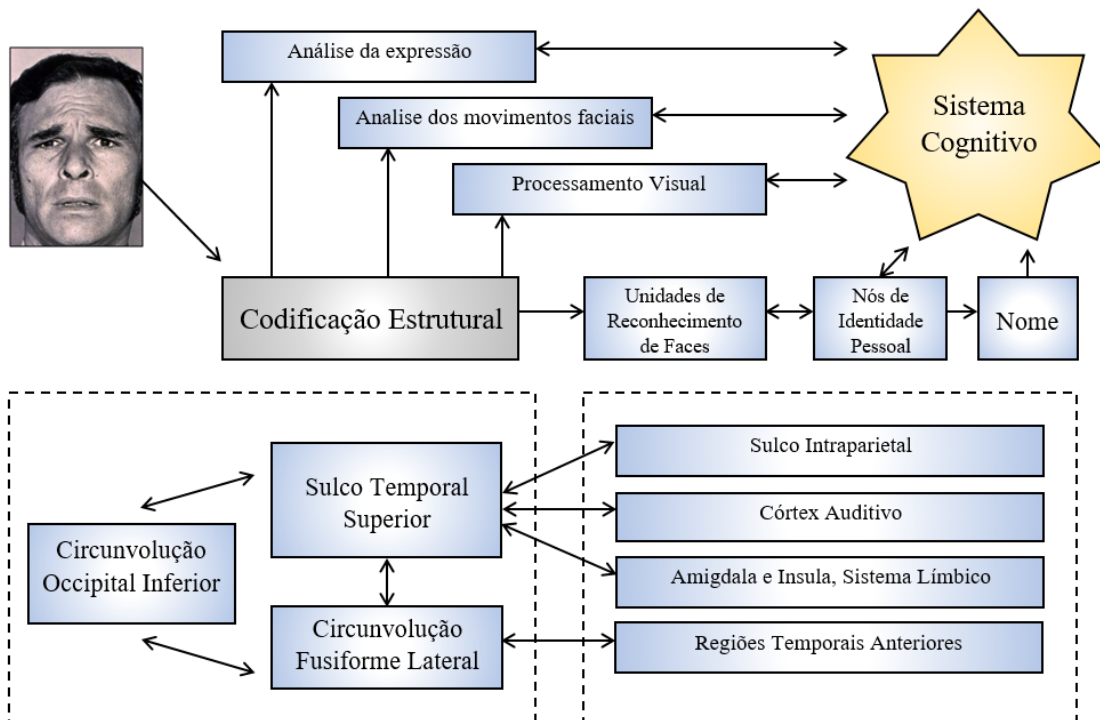 Análise da expressão
Analise dos movimentos faciais
Processamento Visual
Sistema
Cognitivo
Codificação Estrutural
Unidades de
Reconhecimento
de Faces
Nós de
Identidade
Pessoal
Nome
Circunvolução
Occipital Inferior
Sulco Temporal
Superior
Circunvolução
Fusiforme Lateral
Sulco Intraparietal
Córtex Auditivo
Amigdala e Insula, Sistema Límbico
Regiões Temporais Anteriores